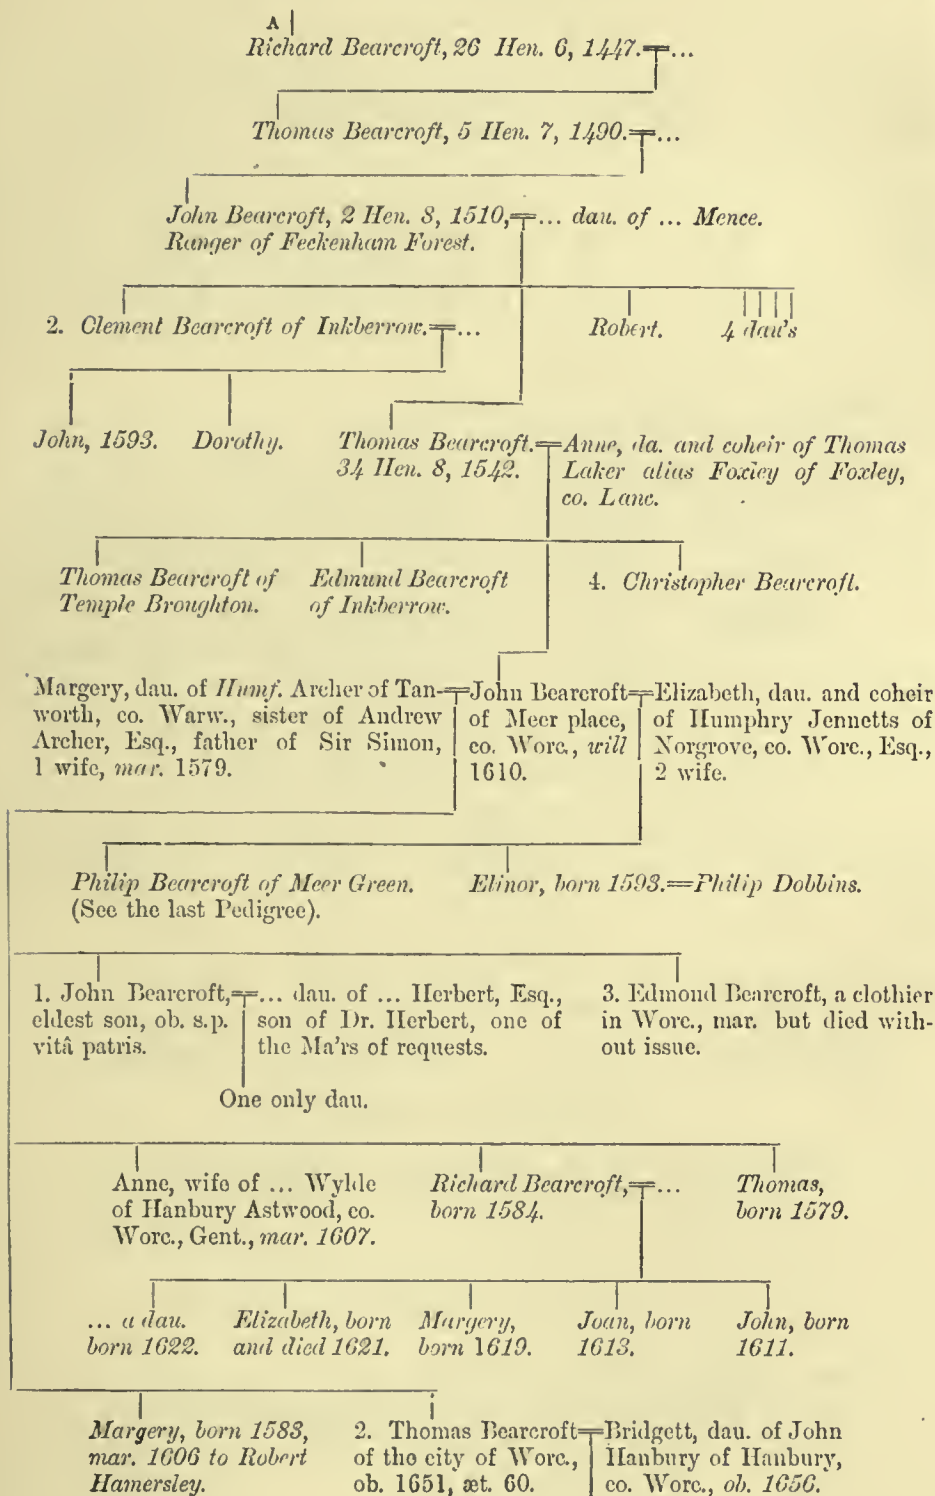 A
Richard Bearcroft, 26 Hen. 6, 1447.=...
Thomas Bearcroft, 5 Hen. 7, 1490.=...
John Bearcroft, 2 Hen. 8, 1510,=... dau. of ... Mence.
Ranger of Feckenham Forest.
2. Clement Bearcroft of Inkberrow.=...
Robert.
4 dau's
John, 1593.
Dorothy.
Thomas Bearcroft.=Anne, da. and coheir of Thomas
34 Hen. 8, 1542. Laker alias Foxley of Foxley,
co. Lanc.
Thomas Bearcroft of
Temple Broughton.
Edmund Bearcroft
of Inkberrow.
4. Christopher Bearcroft.
Margery, dau. of Humf. Archer of Tan-
worth, co. Warw., sister of Andrew
Archer, Esq., father of Sir Simon,
1 wife, mar. 1579.
=John Bearcroft=
of Meer place,
co. Worc., will
1610.
Elizabeth, dau. and coheir
of Humphry Jennetts of
Norgrove, co. Worc., Esq.,
2 wife.
Philip Bearcroft of Meer Green.
(See the last Pedigree).
Elinor, born 1593.=Philip Dobbins.
1. John Bearcroft,=
eldest son, ob. s.p.
vitâ patris.
... dau. of ... Herbert, Esq.,
son of Dr. Herbert, one of
the Ma'rs of requests.
3. Edmond Bearcroft, a clothier
in Worc., mar. but died with-
out issue.
One only dau.
Anne, wife of ... Wylde
of Hanbury Astwood, co.
Worc., Gent., mar. 1607.
Richard Bearcroft,=...
born 1584.
Thomas,
born 1579.
... a dau.
born 1622.
Elizabeth, born
and died 1621.
Margery,
born 1619.
Joan, born
1613.
John, born
1611.
Margery, born 1583,
mar. 1606 to Robert
Hamersley.
2. Thomas Bearcroft=
of the city of Worc.,
ob. 1651, æt. 60.
Bridgett, dau. of John
Hanbury of Hanbury,
co. Worc., ob. 1656.